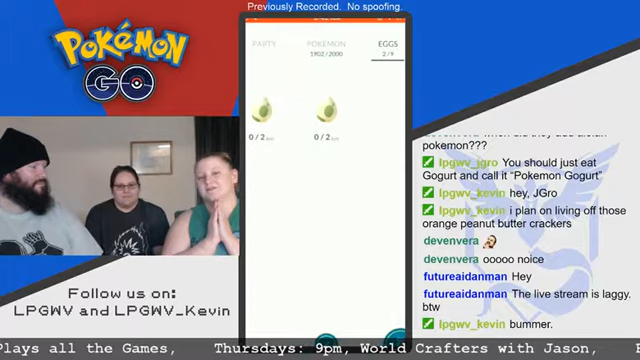 Previously Recorded. No spoofing.
POKéMON
GO
PARTY
POKÉMON
1902/2000
EGGS
2/9
0/2 km
0/2 km
pokemon???
lpgwv_jgro You should just eat
Gogurt and call it “Pokemon Gogurt”
lpgwv_kevin hey, JGro
lpgwv_kevin i plan on living off those
orange peanut butter crackers
devenvera
devenvera ooooo noice
futureaidanman Hey
futureaidanman The live stream is laggy.
btw
lpgwv_kevin bummer.
Follow us on:
LPGWV and LPGWV_Kevin
Plays all the Games, Thursdays: 9pm, World Crafters with Jason,